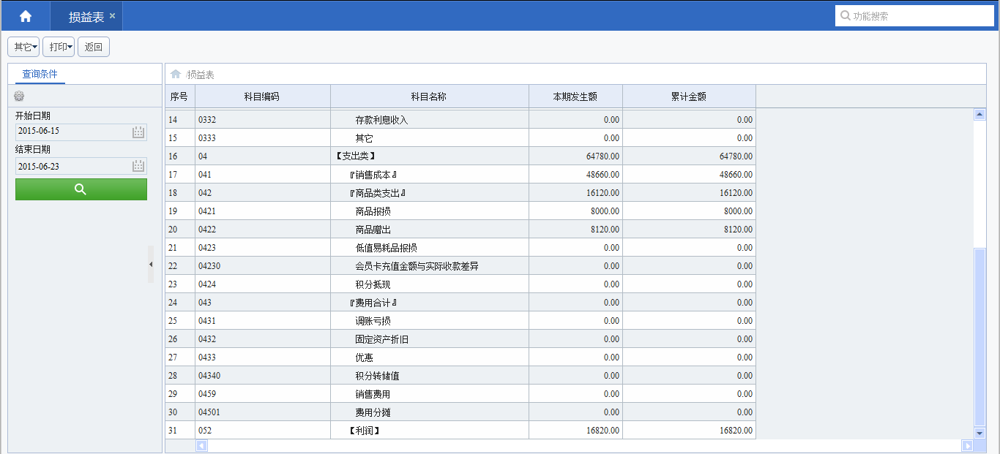 损益表 ×
功能搜索
其它 打印 返回
查询条件
/损益表
开始日期
2015-06-15
结束日期
2015-06-23
序号 科目编码 科目名称 本期发生额 累计金额
14 0332 存款利息收入 0.00 0.00
15 0333 其它 0.00 0.00
16 04 【支出类】 64780.00 64780.00
17 041 『销售成本』 48660.00 48660.00
18 042 『商品类支出』 16120.00 16120.00
19 0421 商品报损 8000.00 8000.00
20 0422 商品赠出 8120.00 8120.00
21 0423 低值易耗品报损 0.00 0.00
22 04230 会员卡充值金额与实际收款差异 0.00 0.00
23 0424 积分抵现 0.00 0.00
24 043 『费用合计』 0.00 0.00
25 0431 调账亏损 0.00 0.00
26 0432 固定资产折旧 0.00 0.00
27 0433 优惠 0.00 0.00
28 04340 积分转储值 0.00 0.00
29 0459 销售费用 0.00 0.00
30 04501 费用分摊 0.00 0.00
31 052 【利润】 16820.00 16820.00